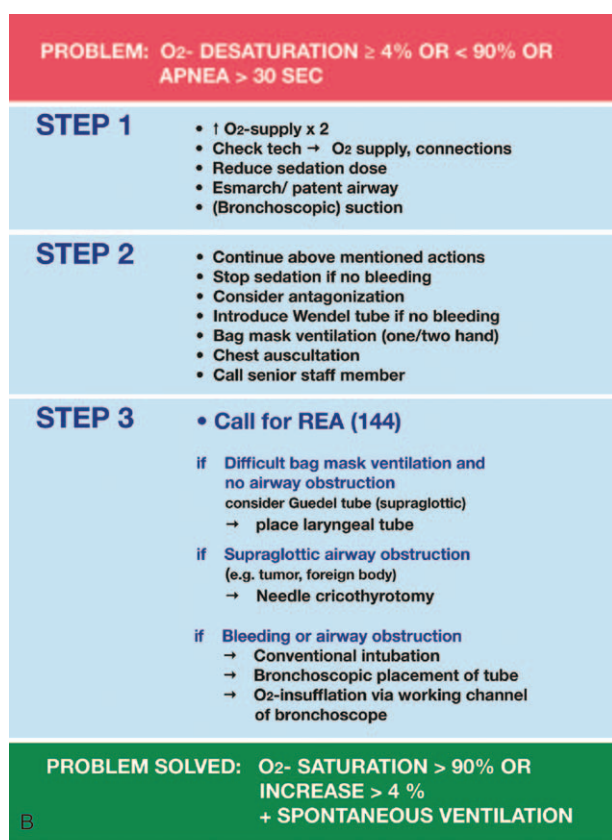 PROBLEM: O2- DESATURATION ≥ 4% OR < 90% OR
APNEA > 30 SEC
STEP 1
• ↑ O2-supply x 2
• Check tech → O2 supply, connections
• Reduce sedation dose
• Esmarch/ patent airway
• (Bronchoscopic) suction
STEP 2
• Continue above mentioned actions
• Stop sedation if no bleeding
• Consider antagonization
• Introduce Wendel tube if no bleeding
• Bag mask ventilation (one/two hand)
• Chest auscultation
• Call senior staff member
STEP 3
• Call for REA (144)
if Difficult bag mask ventilation and
no airway obstruction
consider Guedel tube (supraglottic)
→ place laryngeal tube
if Supraglottic airway obstruction
(e.g. tumor, foreign body)
→ Needle cricothyrotomy
if Bleeding or airway obstruction
→ Conventional intubation
→ Bronchoscopic placement of tube
→ O2-insufflation via working channel
of bronchoscope
PROBLEM SOLVED: O2- SATURATION > 90% OR
INCREASE > 4 %
+ SPONTANEOUS VENTILATION
B